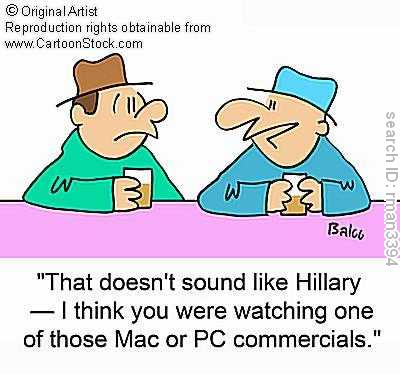 © Original Artist
Reproduction rights obtainable from
www.CartoonStock.com
search ID: rman3394
Baloo
"That doesn't sound like Hillary
— I think you were watching one
of those Mac or PC commercials."